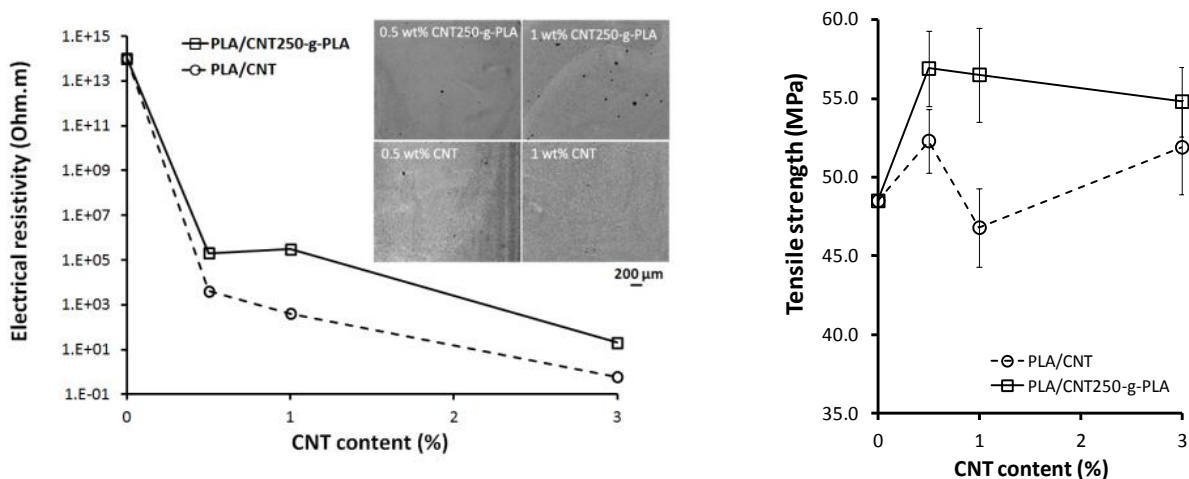 1.E+15
1.E+13
1.E+11
1.E+09
1.E+07
1.E+05
1.E+03
1.E+01
1.E-01
Electrical resistivity (Ohm.m)
0
1
2
3
CNT content (%)
PLA/CNT250-g-PLA
PLA/CNT
0.5 wt% CNT250-g-PLA
1 wt% CNT250-g-PLA
0.5 wt% CNT
1 wt% CNT
200 µm
60.0
55.0
50.0
45.0
40.0
35.0
Tensile strength (MPa)
PLA/CNT
PLA/CNT250-g-PLA
0
1
2
3
CNT content (%)